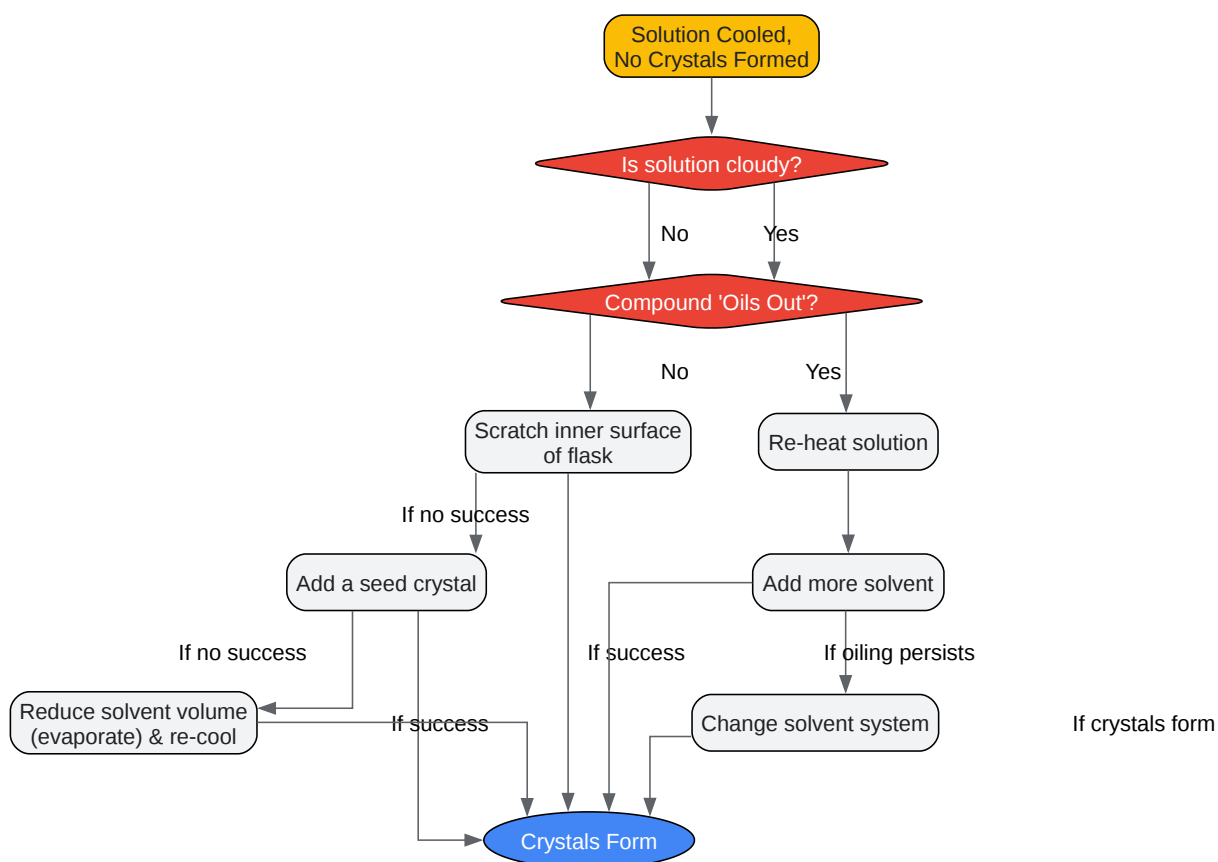 Solution Cooled,
No Crystals Formed
Is solution cloudy?
No
Yes
Compound 'Oils Out'?
No
Yes
Scratch inner surface
of flask
Re-heat solution
If no success
Add a seed crystal
Add more solvent
If no success
If success
If oiling persists
Reduce solvent volume
(evaporate) & re-cool
If success
Change solvent system
If crystals form
Crystals Form